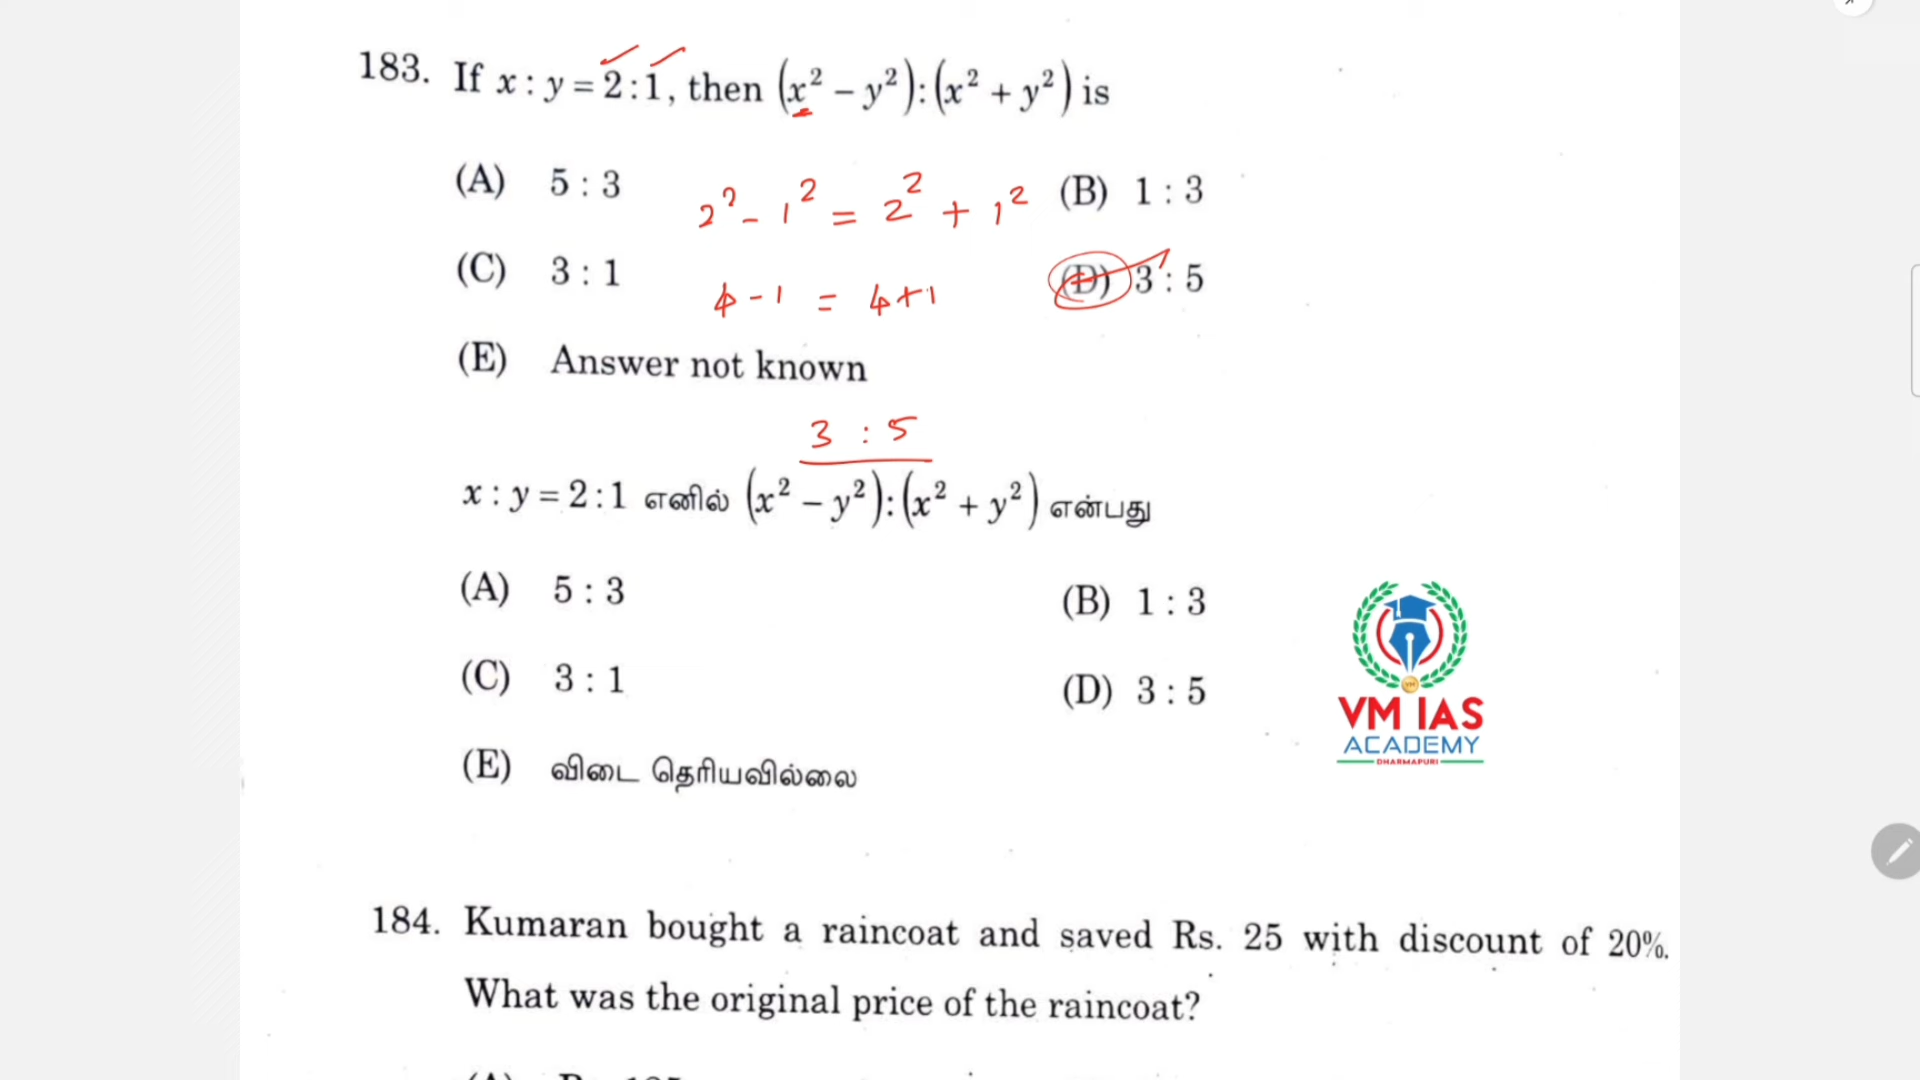 183. If x : y = 2 : 1, then (x² − y²) : (x² + y²) is
(A) 5 : 3
(B) 1 : 3
2² - 1² = 2² + 1²
(C) 3 : 1
(D) 3 : 5
4 - 1 = 4 + 1
(E) Answer not known
3 : 5
x : y = 2 : 1 எனில் (x² − y²) : (x² + y²) என்பது
(A) 5 : 3
(B) 1 : 3
(C) 3 : 1
(D) 3 : 5
(E) விடை தெரியவில்லை
VM IAS
ACADEMY
DHARMAPURI
184. Kumaran bought a raincoat and saved Rs. 25 with discount of 20%.
What was the original price of the raincoat?